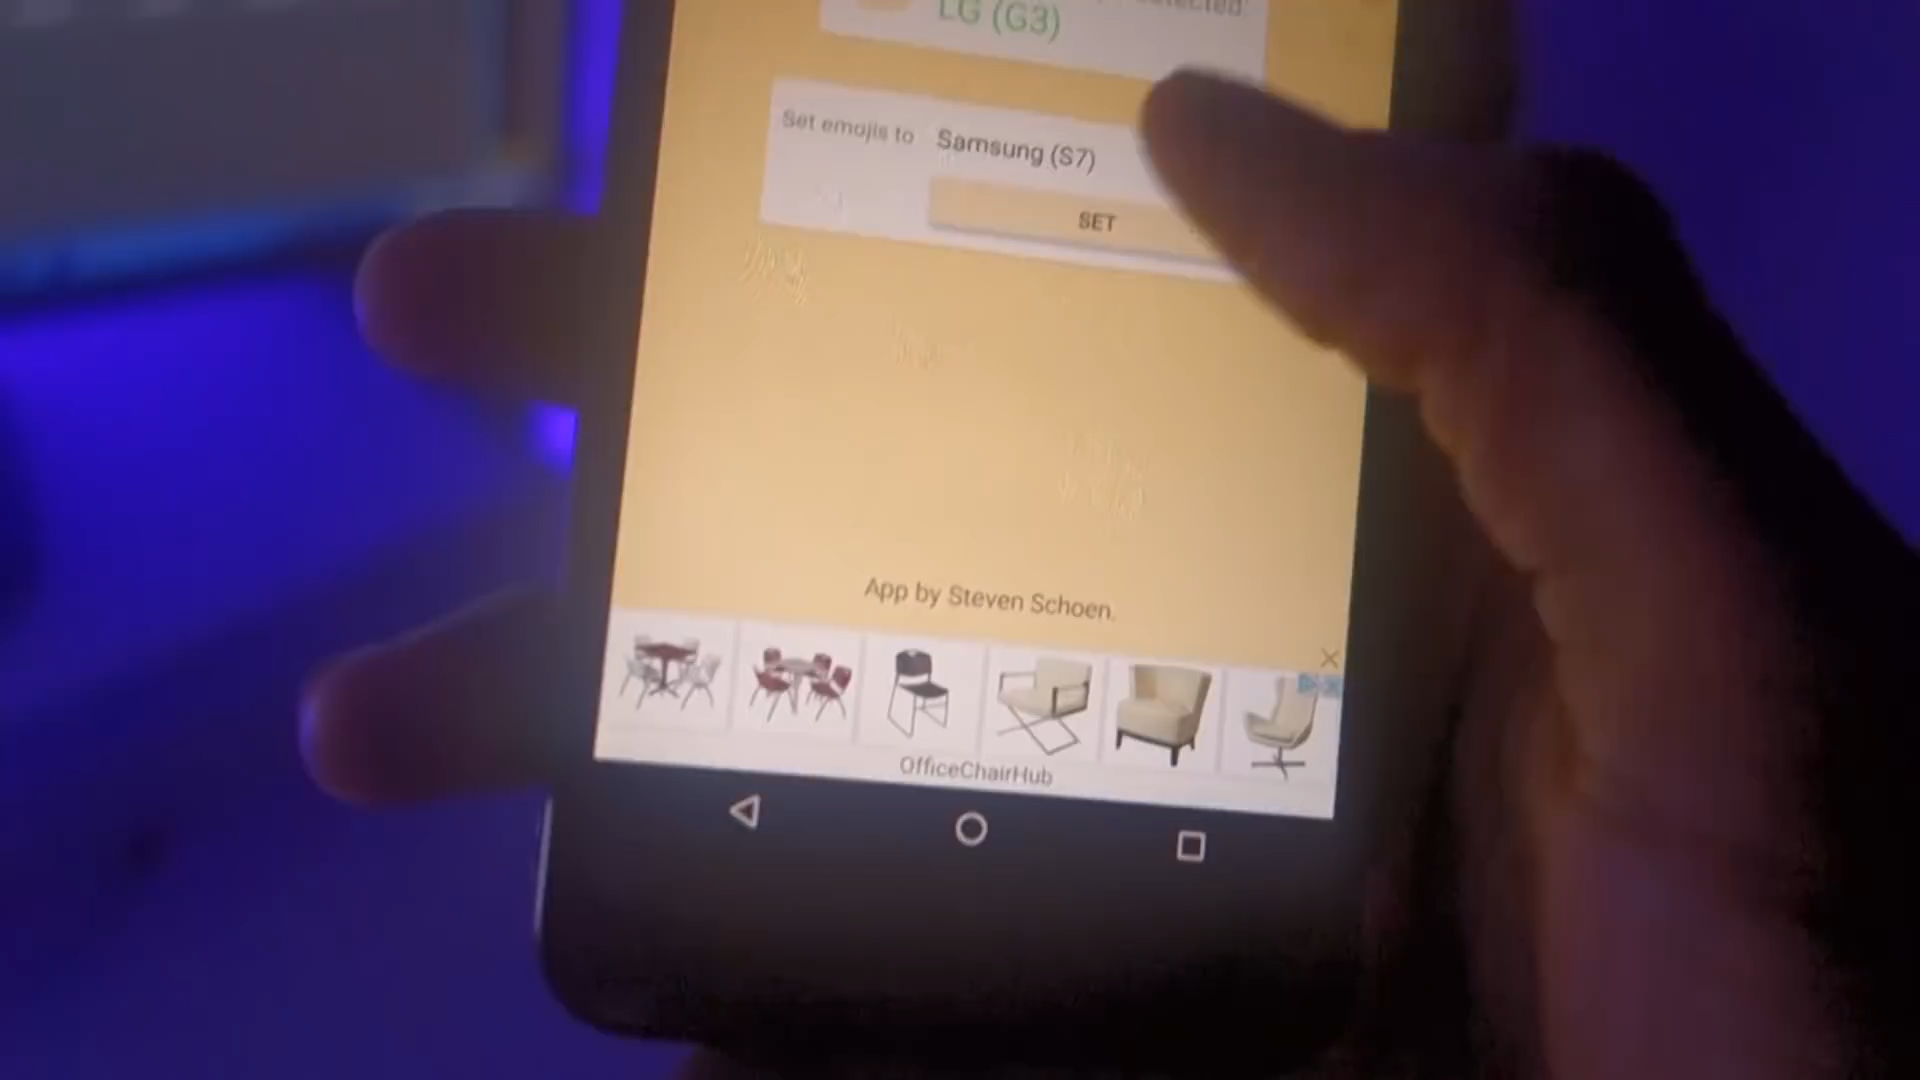 LG (G3)
Set emojis to Samsung (S7)
SET
App by Steven Schoen.
OfficeChairHub